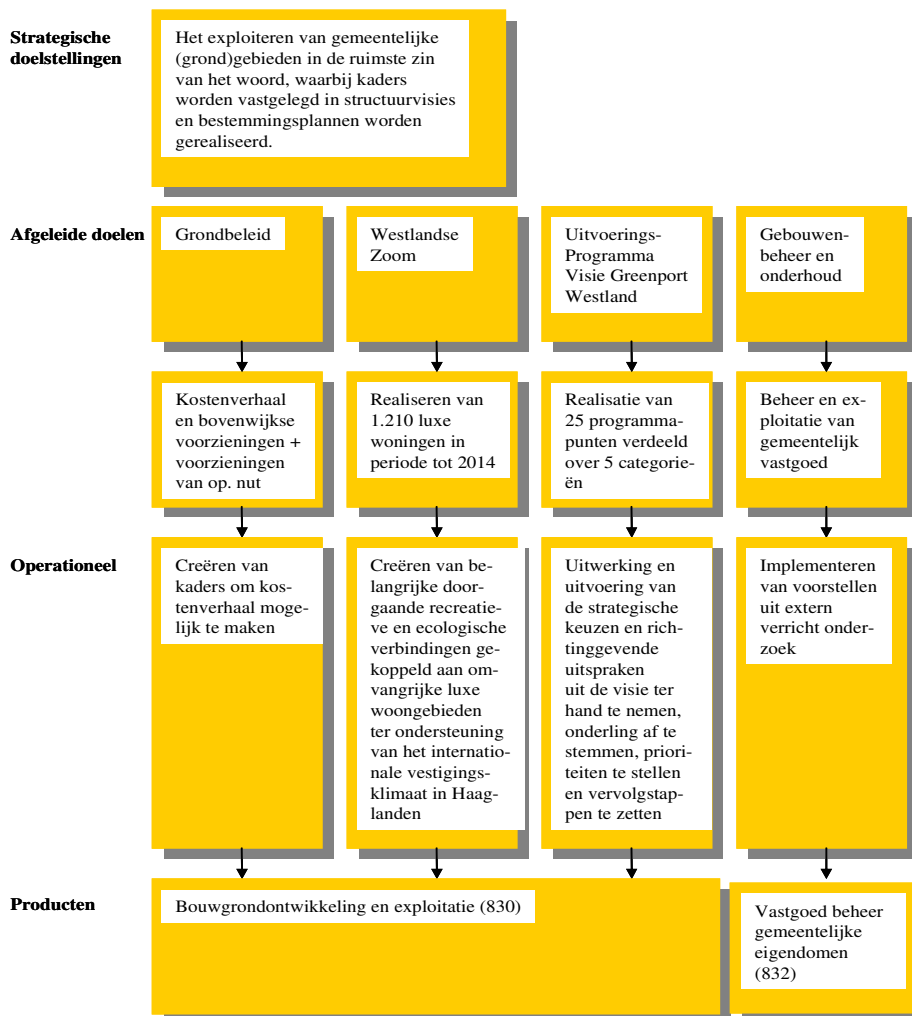 Strategische
doelstellingen
Het exploiteren van gemeentelijke
(grond)gebieden in de ruimste zin
van het woord, waarbij kaders
worden vastgelegd in structuurvisies
en bestemmingsplannen worden
gerealiseerd.
Afgeleide doelen
Grondbeleid
Westlandse
Zoom
Uitvoerings-
Programma
Visie Greenport
Westland
Gebouwen-
beheer en
onderhoud
Kostenverhaal
en bovenwijkse
voorzieningen +
voorzieningen
van op. nut
Realiseren van
1.210 luxe
woningen in
periode tot 2014
Realisatie van
25 programma-
punten verdeeld
over 5 categorie-
ën
Beheer en ex-
ploitatie van
gemeentelijk
vastgoed
Operationeel
Creëren van
kaders om kos-
tenverhaal moge-
lijk te maken
Creëren van be-
langrijke door-
gaande recreatie-
ve en ecologische
verbindingen ge-
koppeld aan om-
vangrijke luxe
woongebieden
ter ondersteuning
van het internatio-
nale vestigings-
klimaat in Haag-
landen
Uitwerking en
uitvoering van
de strategische
keuzen en rich-
tinggevende
uitspraken
uit de visie ter
hand te nemen,
onderling af te
stemmen, priori-
teiten te stellen
en vervolgstap-
pen te zetten
Implementeren
van voorstellen
uit extern
verricht onder-
zoek
Producten
Bouwgrondontwikkeling en exploitatie (830)
Vastgoed beheer
gemeentelijke
eigendommen
(832)